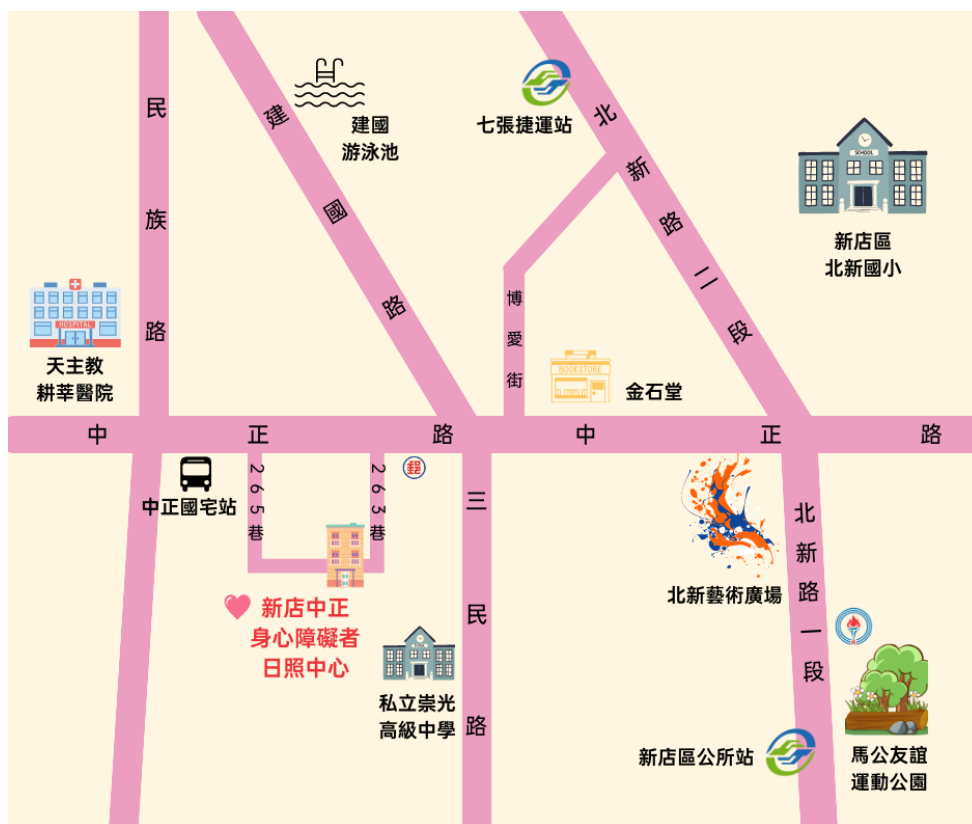 民族路
建國路
建國
游泳池
七張捷運站
北新路二段
SCHOOL
新店區
北新國小
HOSPITAL
天主教
耕莘醫院
博愛街
BOOKSTORE
金石堂
中正路
中正路
中正國宅站
265巷
263巷
郵
三民路
北新路一段
北新藝術廣場
新店中正
身心障礙者
日照中心
私立崇光
高級中學
新店區公所站
馬公友誼
運動公園